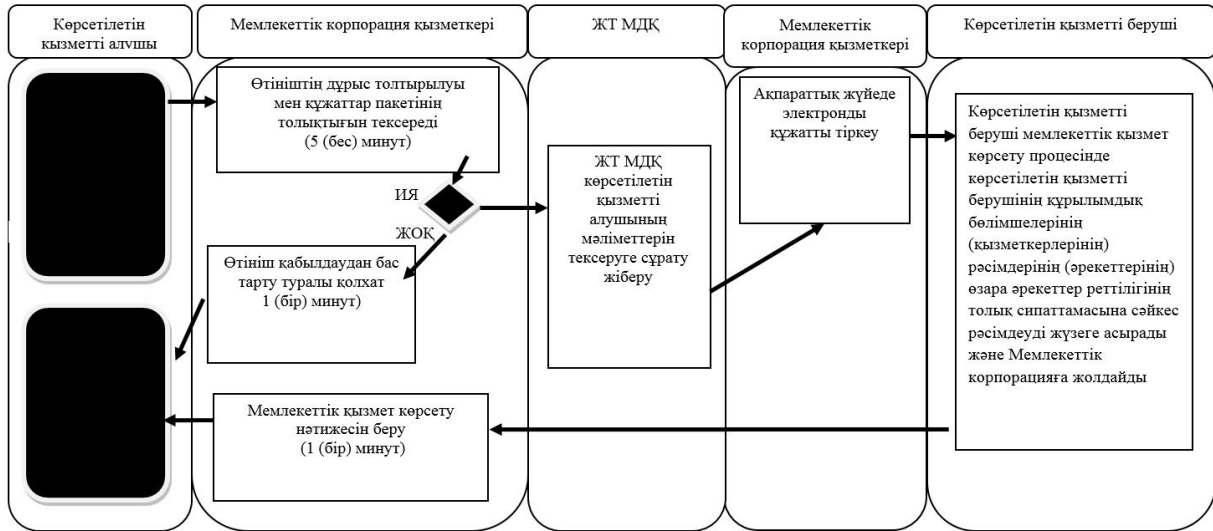 Көрсетілетін
қызметті алушы
Мемлекеттік корпорация қызметкері
ЖТ МДҚ
Мемлекеттік
корпорация қызметкері
Көрсетілетін қызметті беруші
Өтініштің дұрыс толтырылуы
мен құжаттар пакетінің
толықтығын тексереді
(5 (бес) минут)
ИЯ
ЖОҚ
Өтініш қабылдаудан бас
тарту туралы қолхат
1 (бір) минут)
Мемлекеттік қызмет көрсету
нәтижесін беру
(1 (бір) минут)
ЖТ МДҚ
көрсетілетін
қызметті
алушының
мәліметтерін
тексеруге сұрату
жіберу
Ақпараттық жүйеде
электронды
құжатты тіркеу
Көрсетілетін қызметті
беруші мемлекеттік қызмет
көрсету процесінде
көрсетілетін қызметті
берушінің құрылымдық
бөлімшелерінің
(қызметкерлерінің)
рәсімдерінің (әрекеттерінің)
өзара әрекеттер реттілігінің
толық сипаттамасына сәйкес
рәсімдеуді жүзеге асырады
және Мемлекеттік
корпорацияға жолдайды